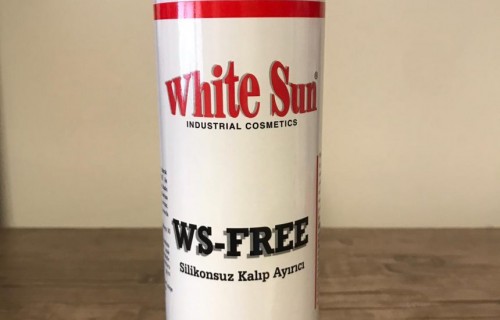 White Sun®
INDUSTRIAL COSMETICS
WS-FREE
Silikonsuz Kalıp Ayırıcı